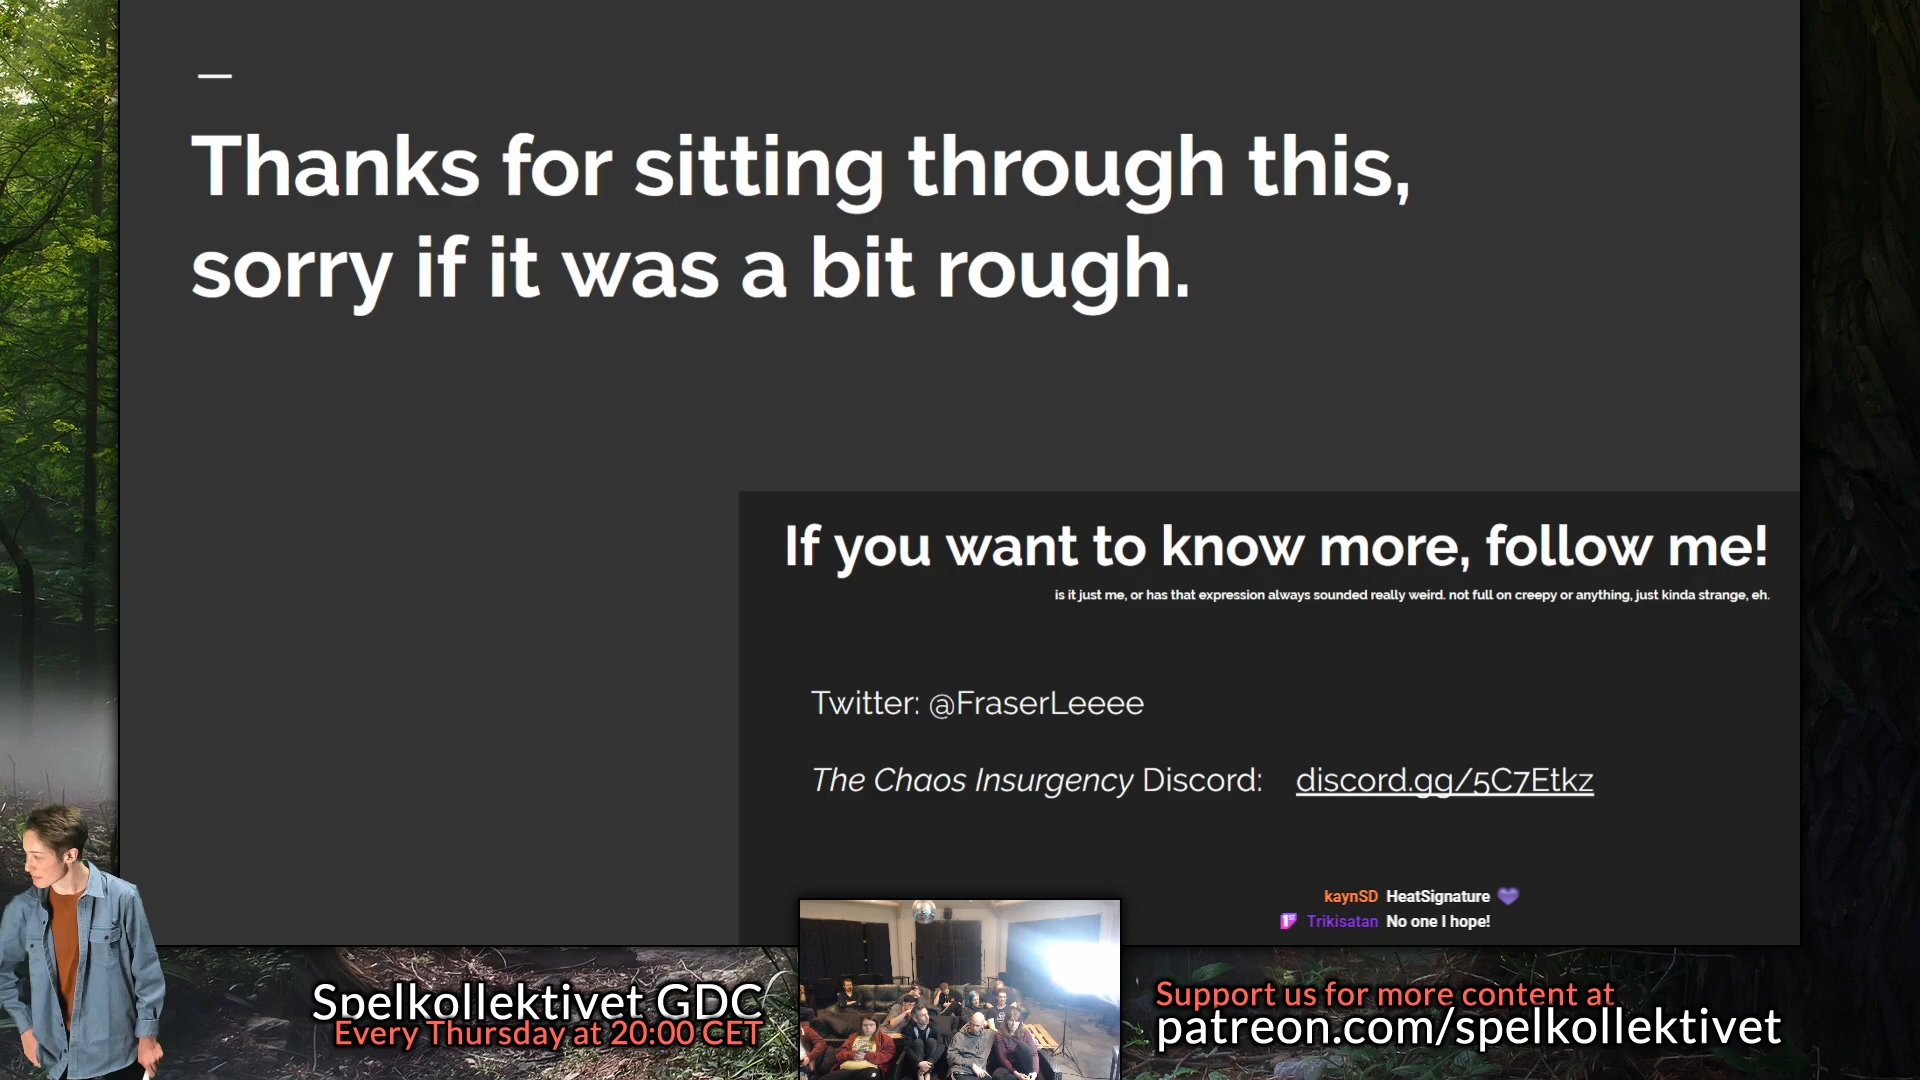 Thanks for sitting through this,
sorry if it was a bit rough.
If you want to know more, follow me!
is it just me, or has that expression always sounded really weird. not full on creepy or anything, just kinda strange, eh.
Twitter: @FraserLeeee
The Chaos Insurgency Discord: discord.gg/5C7Etkz
kaynSD HeatSignature
Trikisatan No one I hope!
Spelkollektivet GDC
Every Thursday at 20:00 CET
Support us for more content at
patreon.com/spelkollektivet